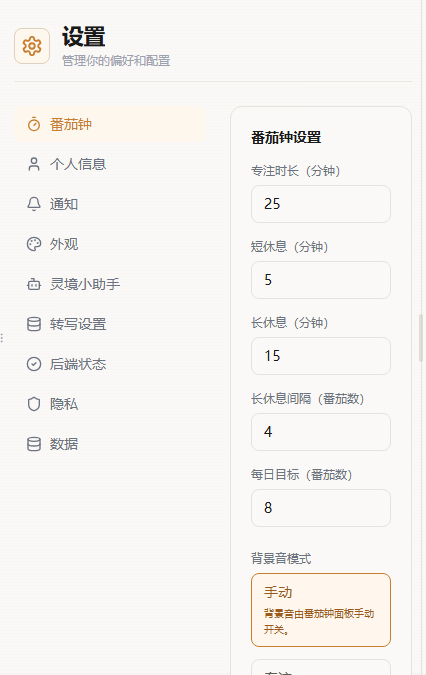 设置
管理你的偏好和配置
番茄钟
个人信息
通知
外观
灵境小助手
转写设置
后端状态
隐私
数据
番茄钟设置
专注时长（分钟）
25
短休息（分钟）
5
长休息（分钟）
15
长休息间隔（番茄数）
4
每日目标（番茄数）
8
背景音模式
手动
背景音由番茄钟面板手动
开关。